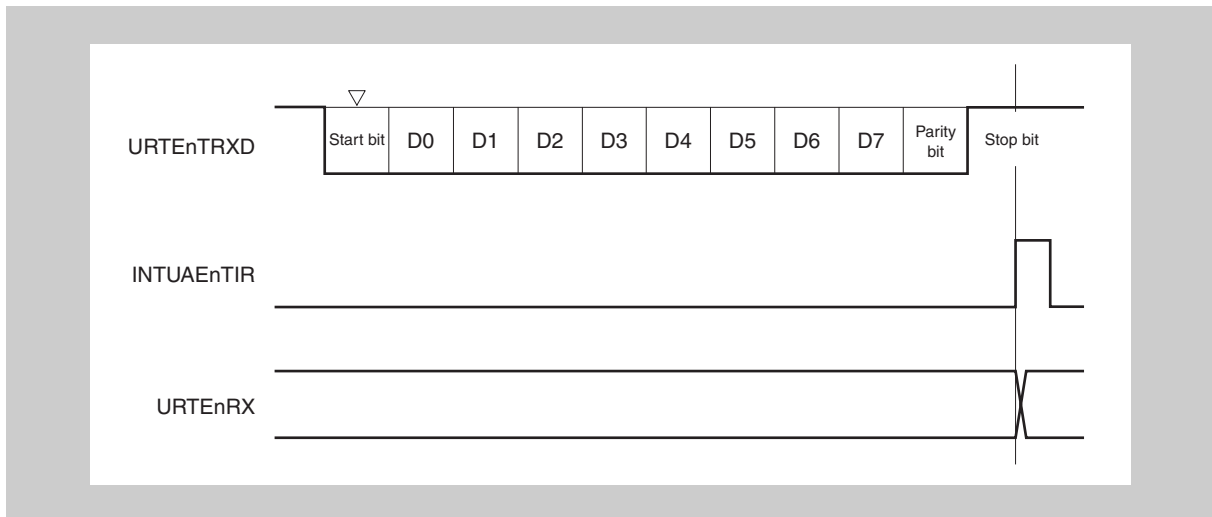 URTEnTRXD
Start bit D0 D1 D2 D3 D4 D5 D6 D7 Parity bit Stop bit
INTUAEnTIR
URTEnRX